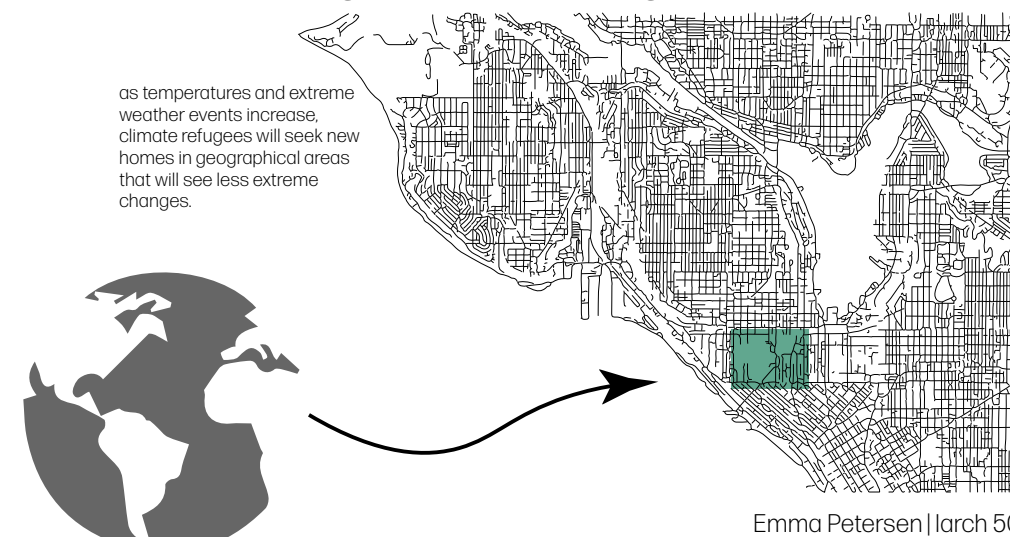 as temperatures and extreme
weather events increase,
climate refugees will seek new
homes in geographical areas
that will see less extreme
changes.
Emma Petersen | larch 50